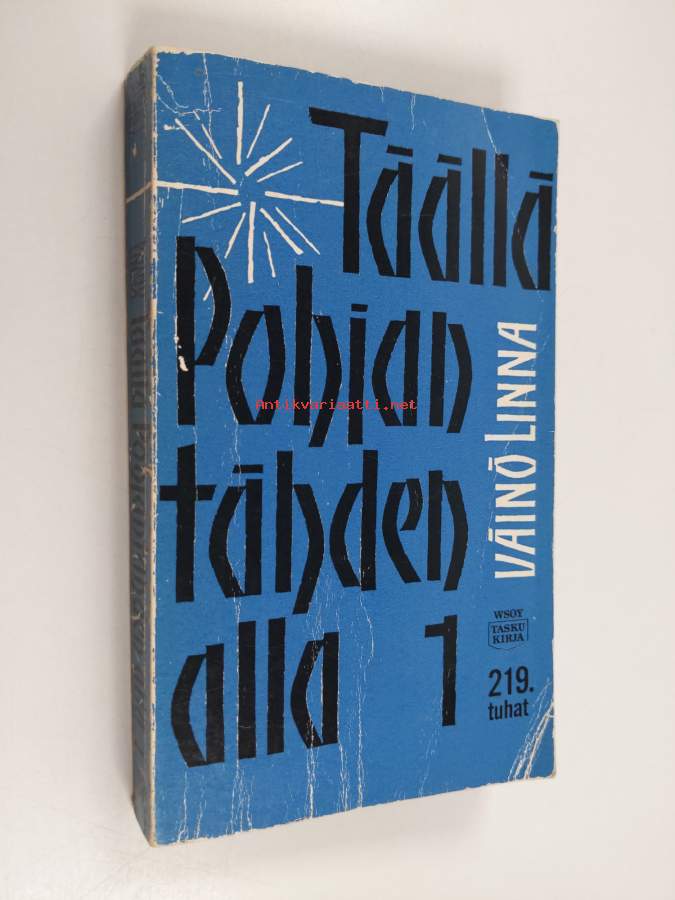 Täällä
Pohjan
tähden
alla 1
VÄINÖ LINNA
WSOY
TASKU
KIRJA
219.
tuhat
Antikvariaatti.net